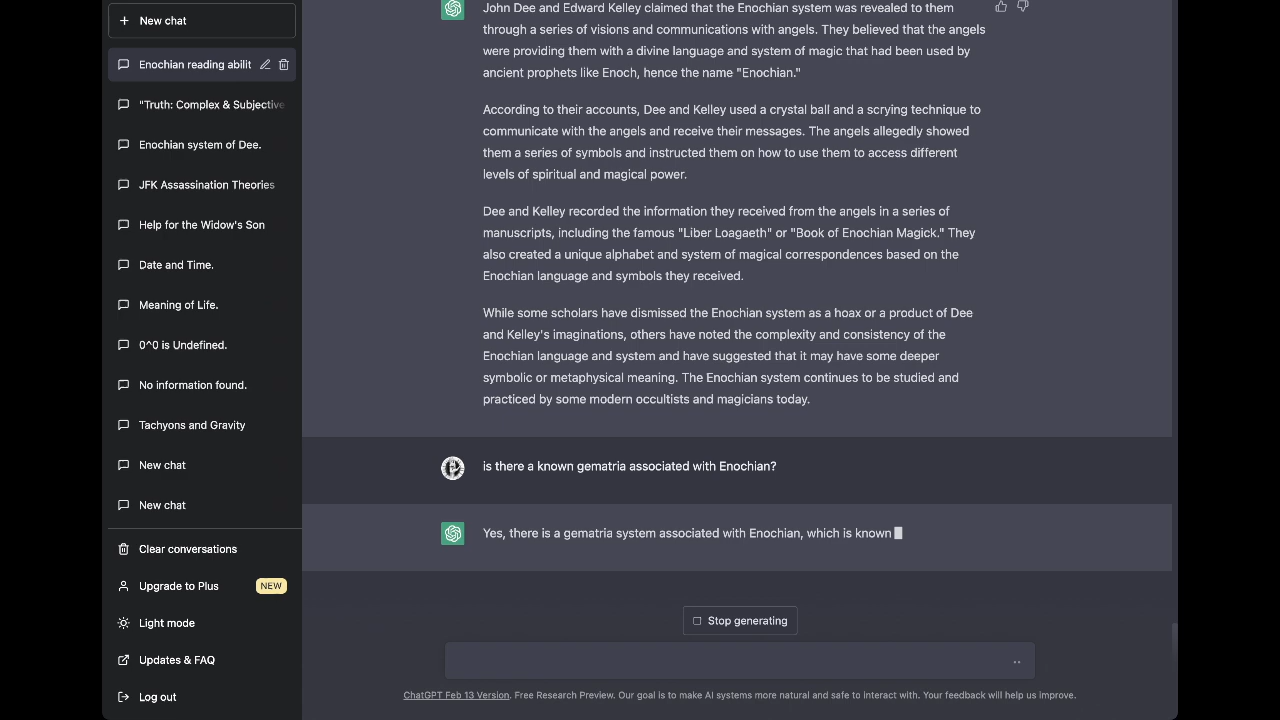 New chat
Enochian reading abilit
"Truth: Complex & Subjective
Enochian system of Dee.
JFK Assassination Theories
Help for the Widow's Son
Date and Time.
Meaning of Life.
0^0 is Undefined.
No information found.
Tachyons and Gravity
New chat
New chat
Clear conversations
Upgrade to Plus NEW
Light mode
Updates & FAQ
Log out
John Dee and Edward Kelley claimed that the Enochian system was revealed to them
through a series of visions and communications with angels. They believed that the angels
were providing them with a divine language and system of magic that had been used by
ancient prophets like Enoch, hence the name "Enochian."
According to their accounts, Dee and Kelley used a crystal ball and a scrying technique to
communicate with the angels and receive their messages. The angels allegedly showed
them a series of symbols and instructed them on how to use them to access different
levels of spiritual and magical power.
Dee and Kelley recorded the information they received from the angels in a series of
manuscripts, including the famous "Liber Loagaeth" or "Book of Enochian Magick." They
also created a unique alphabet and system of magical correspondences based on the
Enochian language and symbols they received.
While some scholars have dismissed the Enochian system as a hoax or a product of Dee
and Kelley's imaginations, others have noted the complexity and consistency of the
Enochian language and system and have suggested that it may have some deeper
symbolic or metaphysical meaning. The Enochian system continues to be studied and
practiced by some modern occultists and magicians today.
is there a known gematria associated with Enochian?
Yes, there is a gematria system associated with Enochian, which is known
Stop generating
ChatGPT Feb 13 Version. Free Research Preview. Our goal is to make AI systems more natural and safe to interact with. Your feedback will help us improve.